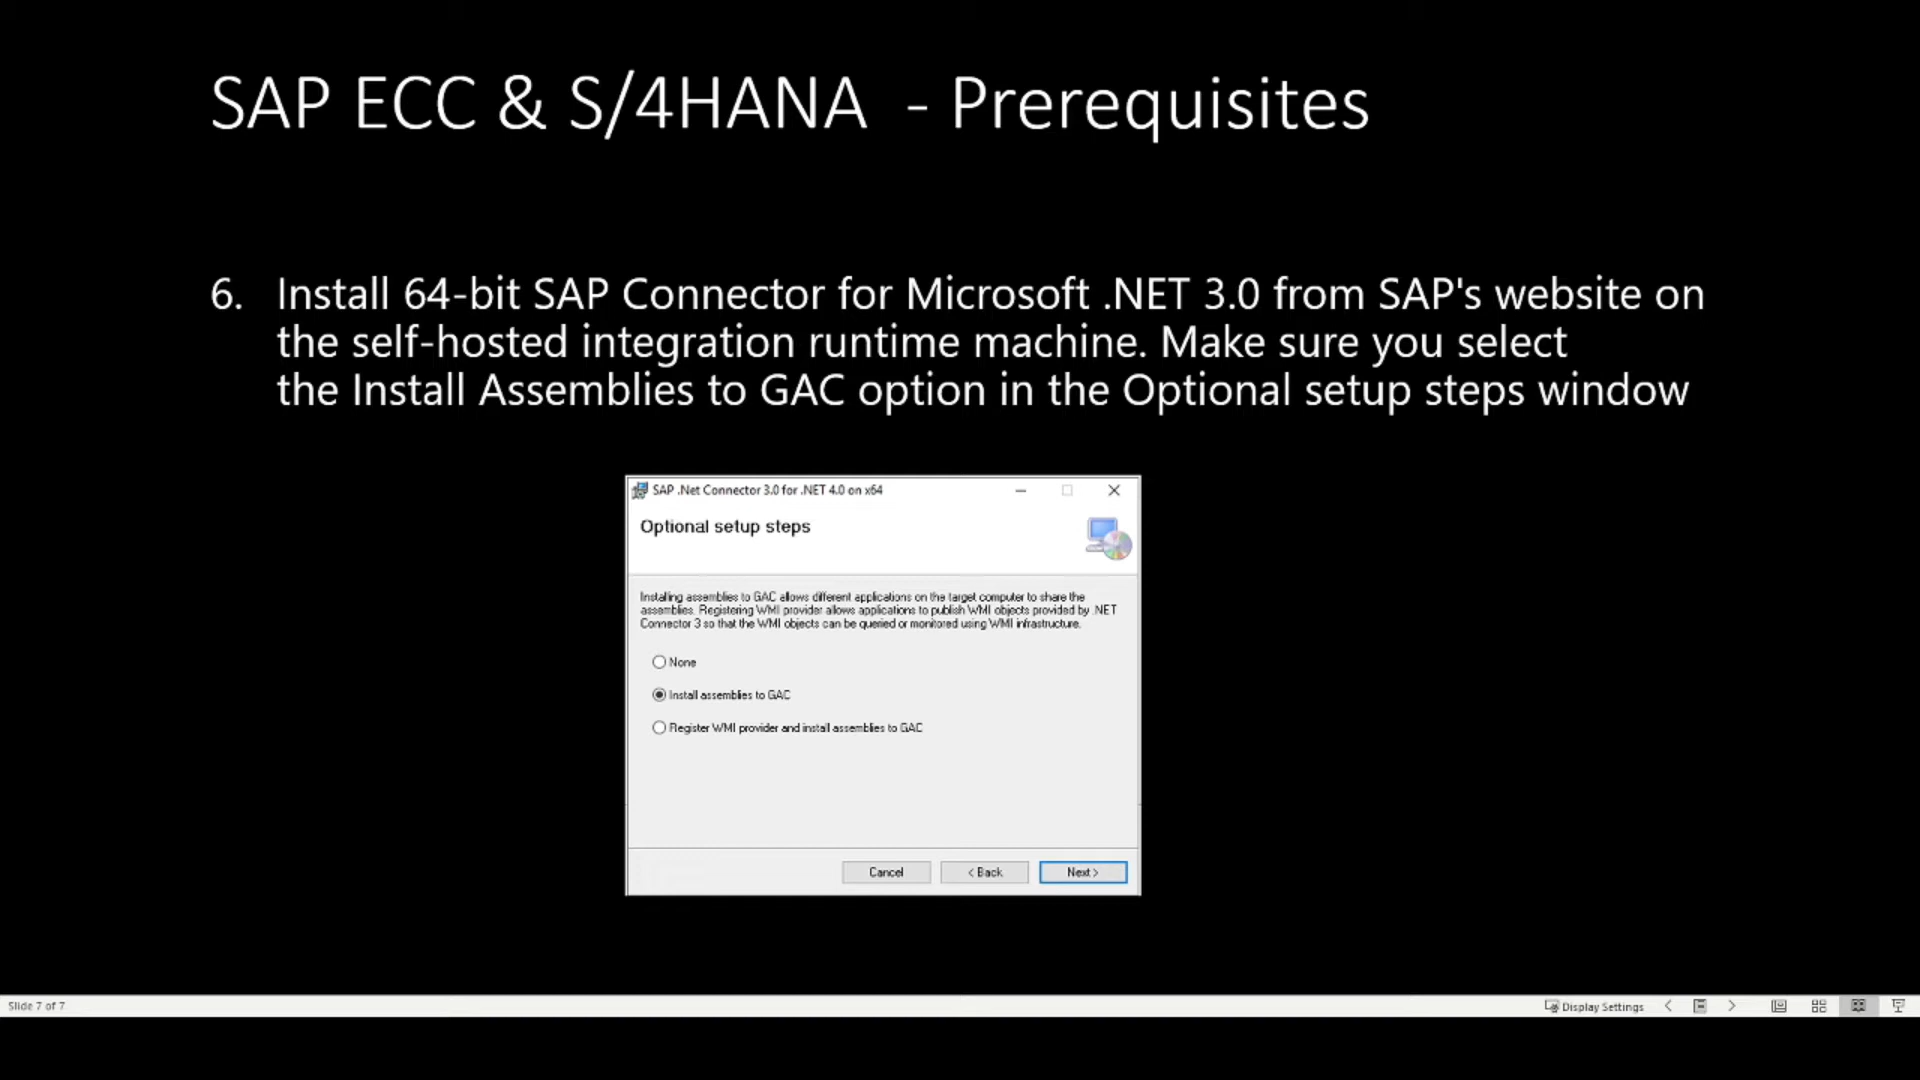 SAP ECC & S/4HANA - Prerequisites
6. Install 64-bit SAP Connector for Microsoft .NET 3.0 from SAP's website on
the self-hosted integration runtime machine. Make sure you select
the Install Assemblies to GAC option in the Optional setup steps window
SAP .Net Connector 3.0 for .NET 4.0 on x64
Optional setup steps
Installing assemblies to GAC allows different applications on the target computer to share the
assemblies. Registering WMI provider allows applications to publish WMI objects provided by .NET
Connector 3 so that the WMI objects can be queried or monitored using WMI infrastructure.
None
Install assemblies to GAC
Register WMI provider and install assemblies to GAC
Cancel < Back Next >
Slide 7 of 7 Display Settings